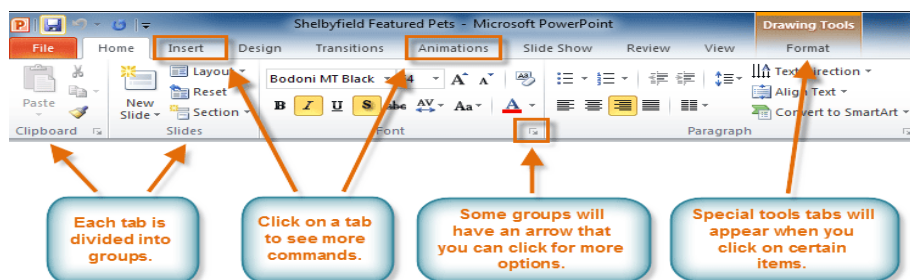 Shelbyfield Featured Pets - Microsoft PowerPoint
Drawing Tools
File Home Insert Design Transitions Animations Slide Show Review View Format
Paste
New Slide
Layout
Reset
Section
Bodoni MT Black
B I U S abc AV Aa A
Text Direction
Align Text
Convert to SmartArt
Clipboard Slides Font Paragraph
Each tab is
divided into
groups.
Click on a tab
to see more
commands.
Some groups will
have an arrow that
you can click for more
options.
Special tools tabs will
appear when you
click on certain
items.